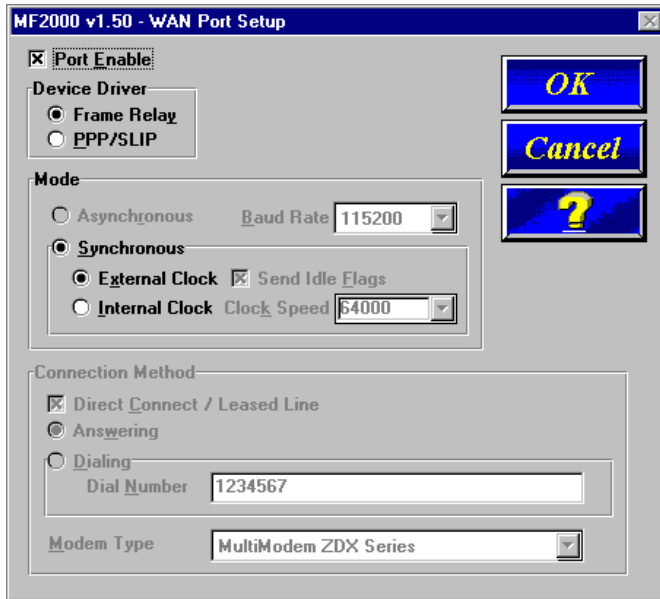 MF2000 v1.50 - WAN Port Setup
Port Enable
Device Driver
Frame Relay
PPP/SLIP
OK
Cancel
?
Mode
Asynchronous Baud Rate 115200
Synchronous
External Clock Send Idle Flags
Internal Clock Clock Speed 64000
Connection Method
Direct Connect / Leased Line
Answering
Dialing
Dial Number 1234567
Modem Type MultiModem ZDX Series